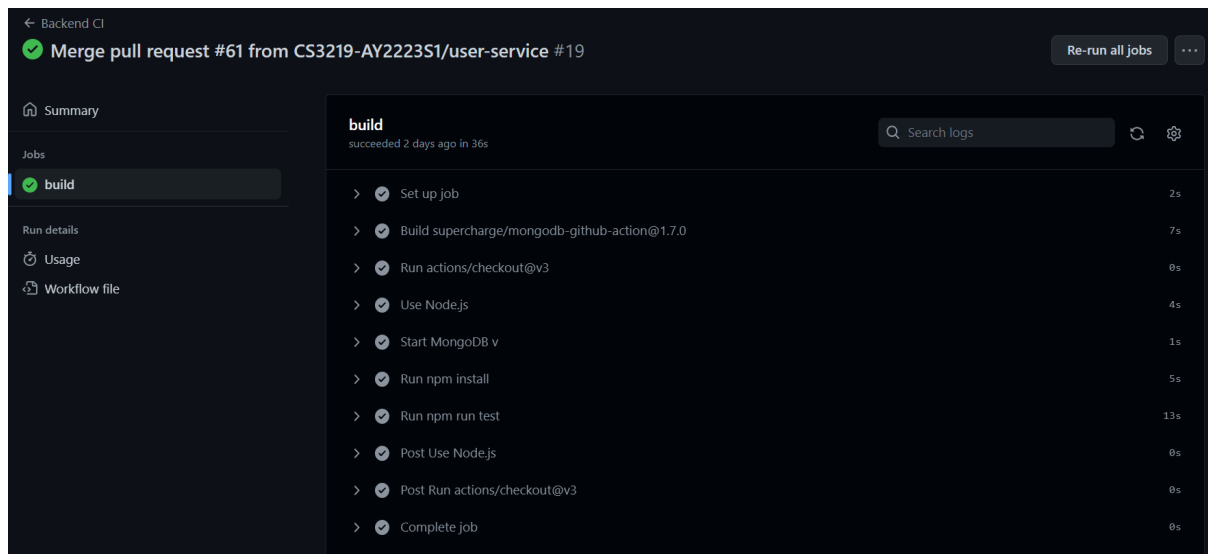 Backend CI
Merge pull request #61 from CS3219-AY2223S1/user-service #19
Re-run all jobs
Summary
Jobs
build
Run details
Usage
Workflow file
build
succeeded 2 days ago in 36s
Search logs
Set up job 2s
Build supercharge/mongodb-github-action@1.7.0 7s
Run actions/checkout@v3 0s
Use Node.js 4s
Start MongoDB v 1s
Run npm install 5s
Run npm run test 13s
Post Use Node.js 0s
Post Run actions/checkout@v3 0s
Complete job 0s